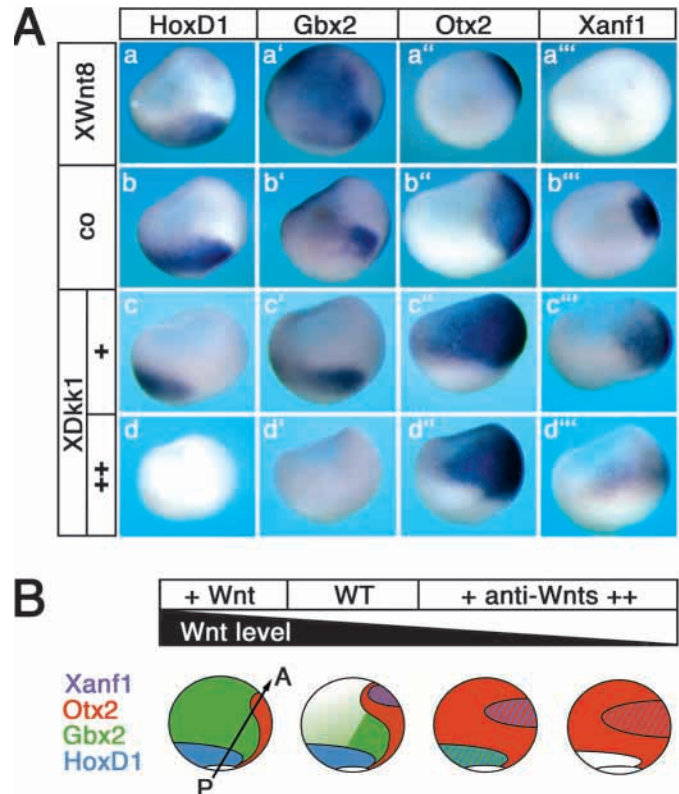 A
HoxD1 Gbx2 Otx2 Xanf1
XWnt8
a a' a'' a'''
co
b b' b'' b'''
XDkk1
+
c c' c'' c'''
++
d d' d'' d'''
B
+ Wnt WT + anti-Wnts ++
Wnt level
Xanf1
Otx2
Gbx2
HoxD1
A
P